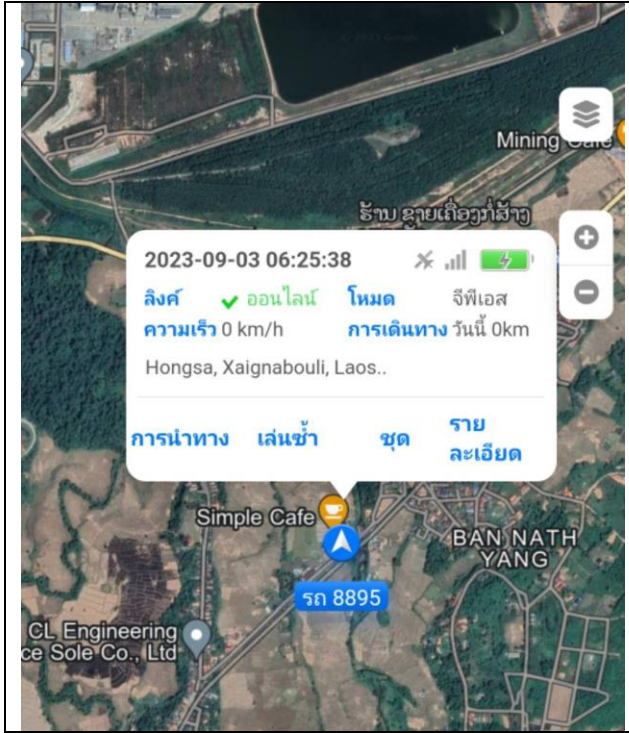 Mining Cafe
ຮ້ານ ຂາຍເຄື່ອງກໍ່ສ້າງ
2023-09-03 06:25:38
ลิงค์ ออนไลน์ โหมด จีพีเอส
ความเร็ว 0 km/h การเดินทาง วันนี้ 0km
Hongsa, Xaignabouli, Laos..
การนำทาง เล่นซ้ำ ชุด ราย
ละเอียด
Simple Cafe
BAN NATH
YANG
รถ 8895
CL Engineering
ce Sole Co., Ltd